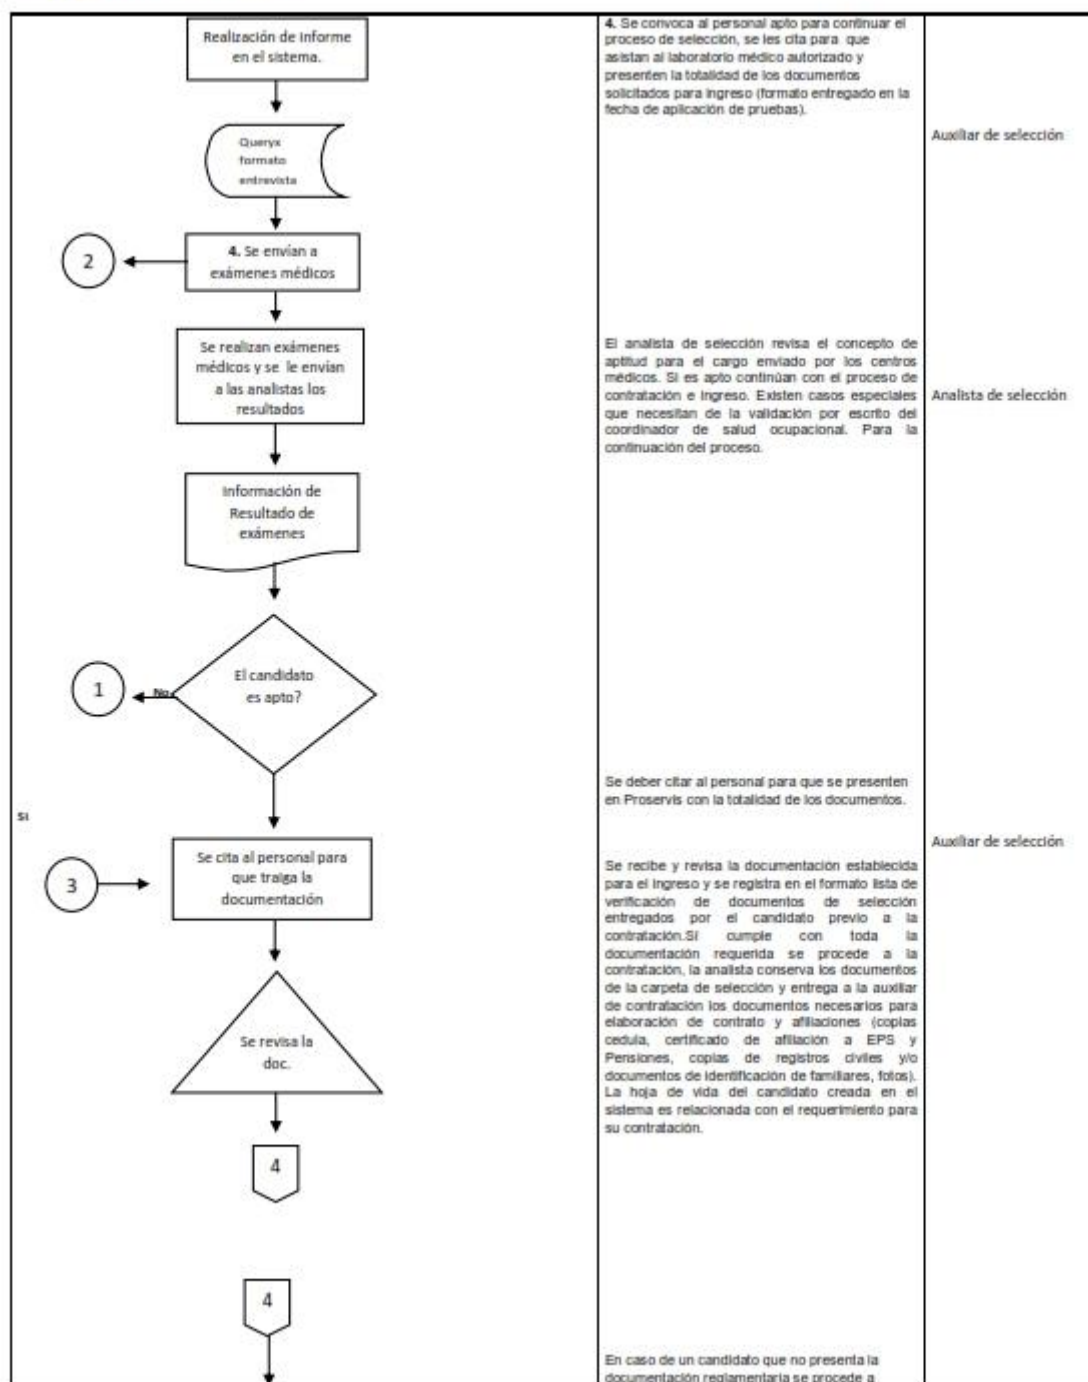 Realización de informe
en el sistema.
Queryx
formato
entrevista
2
4. Se envían a
exámenes médicos
Se realizan exámenes
médicos y se le envían
a las analistas los
resultados
Información de
Resultado de
exámenes
El candidato
es apto?
1
No
Si
3
Se cita al personal para
que traiga la
documentación
Se revisa la
doc.
4
4
4. Se convoca al personal apto para continuar el
proceso de selección, se les cita para que
asistan al laboratorio médico autorizado y
presenten la totalidad de los documentos
solicitados para ingreso (formato entregado en la
fecha de aplicación de pruebas).
El analista de selección revisa el concepto de
aptitud para el cargo enviado por los centros
médicos. Si es apto continúan con el proceso de
contratación e ingreso. Existen casos especiales
que necesitan de la validación por escrito del
coordinador de salud ocupacional. Para la
continuación del proceso.
Se deber citar al personal para que se presenten
en Proservis con la totalidad de los documentos.
Se recibe y revisa la documentación establecida
para el ingreso y se registra en el formato lista de
verificación de documentos de selección
entregados por el candidato previo a la
contratación.Si cumple con toda la
documentación requerida se procede a la
contratación, la analista conserva los documentos
de la carpeta de selección y entrega a la auxiliar
de contratación los documentos necesarios para
elaboración de contrato y afiliaciones (copias
cedula, certificado de afiliación a EPS y
Pensiones, copias de registros civiles y/o
documentos de identificación de familiares, fotos).
La hoja de vida del candidato creada en el
sistema es relacionada con el requerimiento para
su contratación.
En caso de un candidato que no presenta la
documentación reglamentaria se procede a
Auxiliar de selección
Analista de selección
Auxiliar de selección